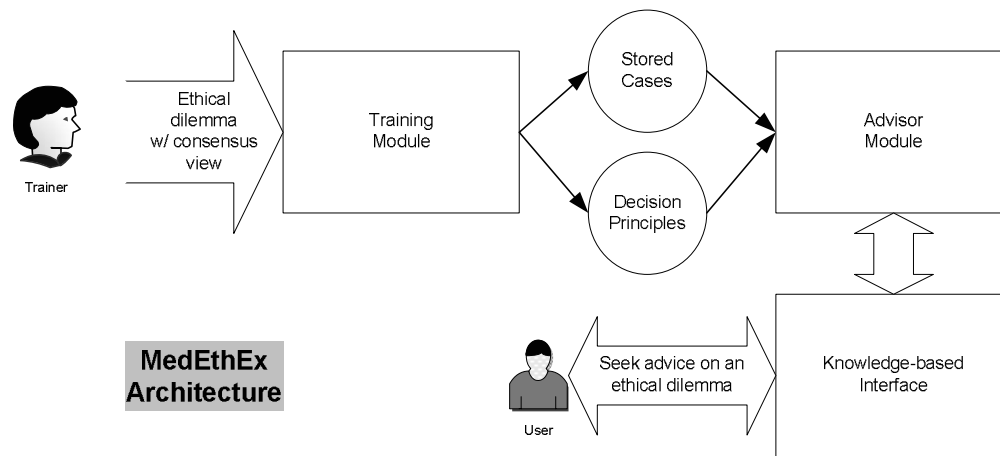 Ethical
dilemma
w/ consensus
view
Trainer
Training
Module
Stored
Cases
Decision
Principles
Advisor
Module
MedEthEx
Architecture
User
Seek advice on an
ethical dilemma
Knowledge-based
Interface